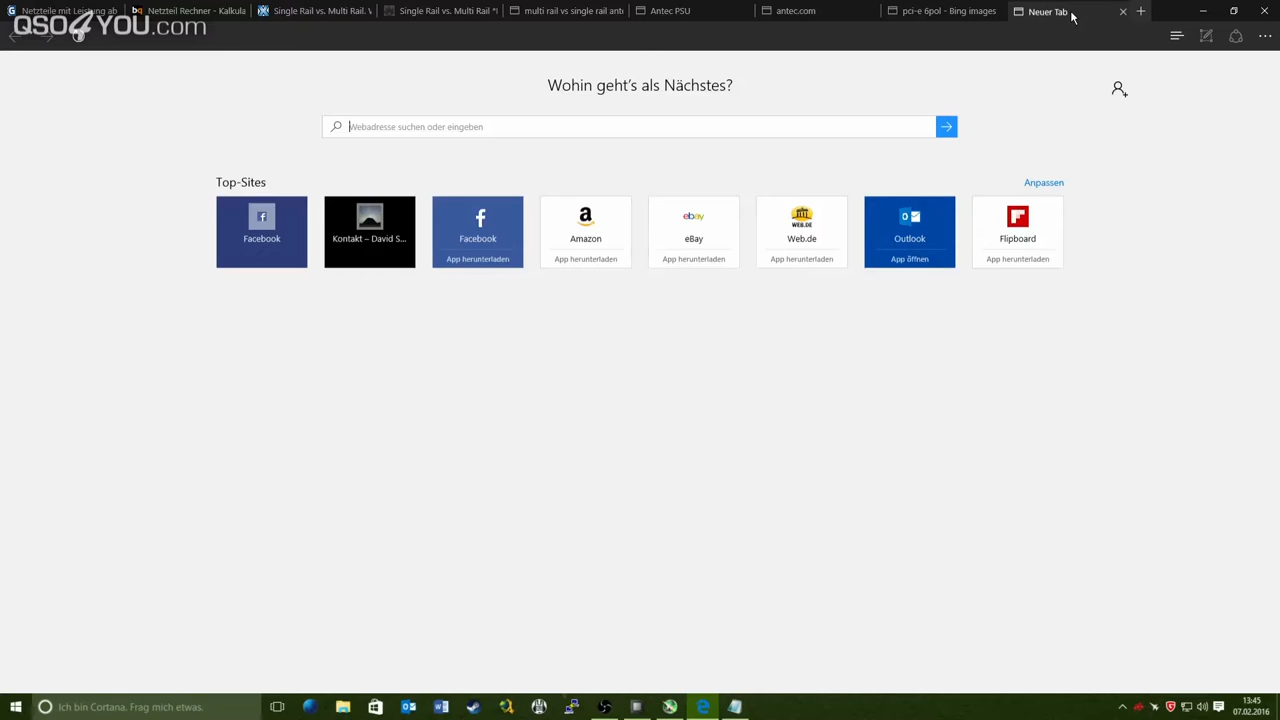 Netzteile mit Leistung ab
Netzteil Rechner - Kalkula
Single Rail vs. Multi Rail. V
Single Rail vs. Multi Rail *
multi rail vs single rail ante
Antec PSU
antec.com
pci-e 6pol - Bing images
Neuer Tab
QSO4YOU.com
Wohin geht's als Nächstes?
Webadresse suchen oder eingeben
Top-Sites
Anpassen
Facebook
Kontakt – David S...
Facebook
App herunterladen
Amazon
App herunterladen
ebay
eBay
App herunterladen
WEB.DE
Web.de
App herunterladen
Outlook
App öffnen
Flipboard
App herunterladen
Ich bin Cortana. Frag mich etwas.
13:45
07.02.2016